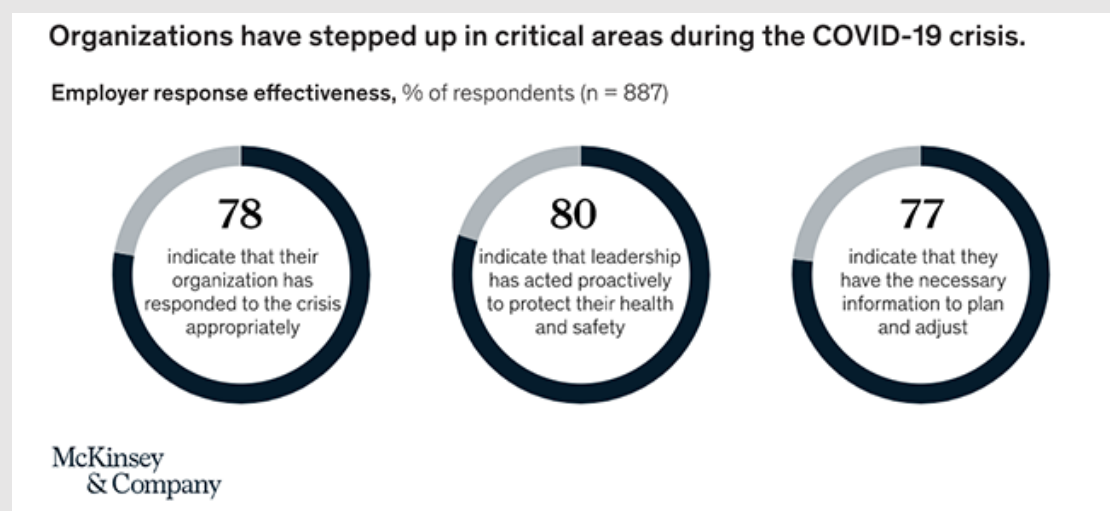 Organizations have stepped up in critical areas during the COVID-19 crisis.
Employer response effectiveness, % of respondents (n = 887)
78
indicate that their
organization has
responded to the crisis
appropriately
80
indicate that leadership
has acted proactively
to protect their health
and safety
77
indicate that they
have the necessary
information to plan
and adjust
McKinsey
& Company